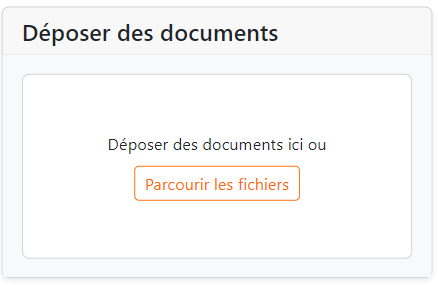 Déposer des documents
Déposer des documents ici ou
Parcourir les fichiers